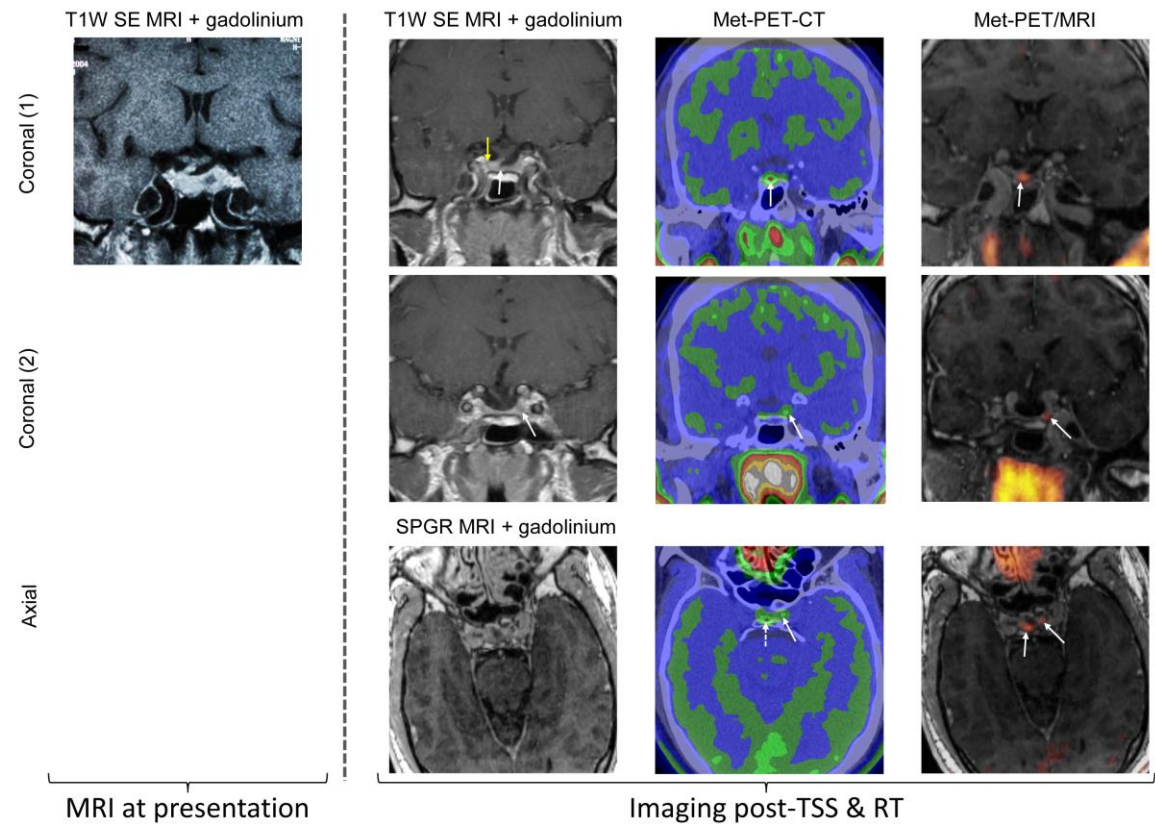 T1W SE MRI + gadolinium
T1W SE MRI + gadolinium
Met-PET-CT
Met-PET/MRI
Coronal (1)
2004
Coronal (2)
SPGR MRI + gadolinium
Axial
MRI at presentation
Imaging post-TSS & RT